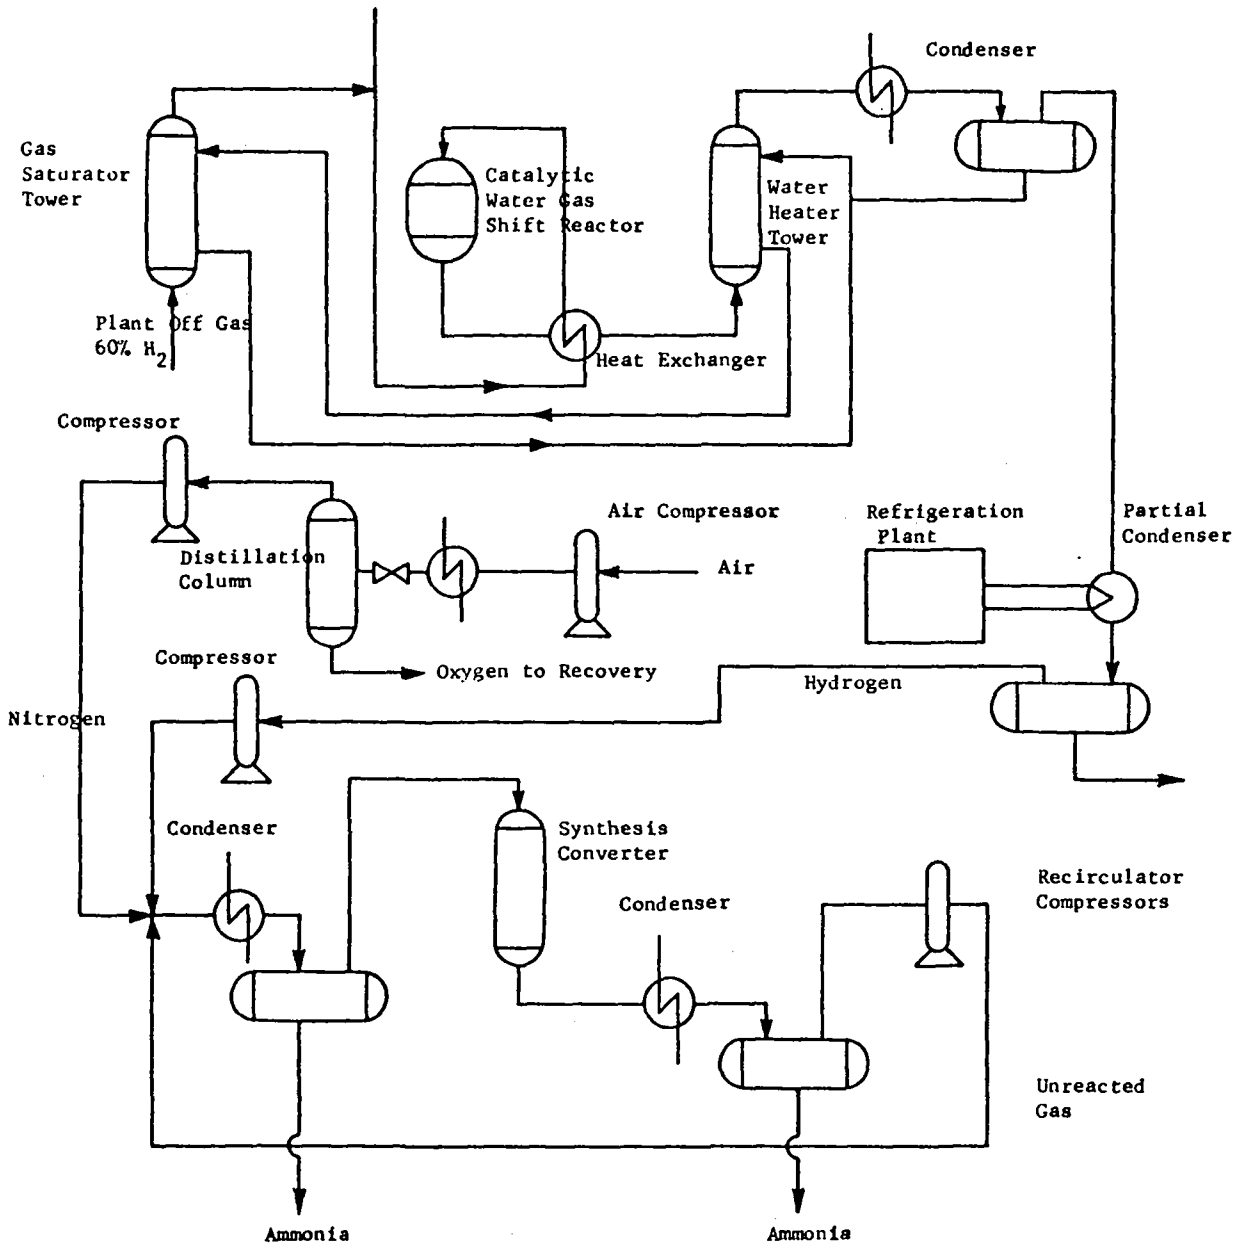 Condenser
Gas
Saturator
Tower
Catalytic
Water Gas
Shift Reactor
Water
Heater
Tower
Plant Off Gas
60% H2
Heat Exchanger
Compressor
Air Compressor
Refrigeration
Plant
Partial
Condenser
Distillation
Column
Air
Compressor
Oxygen to Recovery
Hydrogen
Nitrogen
Condenser
Synthesis
Converter
Condenser
Recirculator
Compressors
Unreacted
Gas
Ammonia
Ammonia